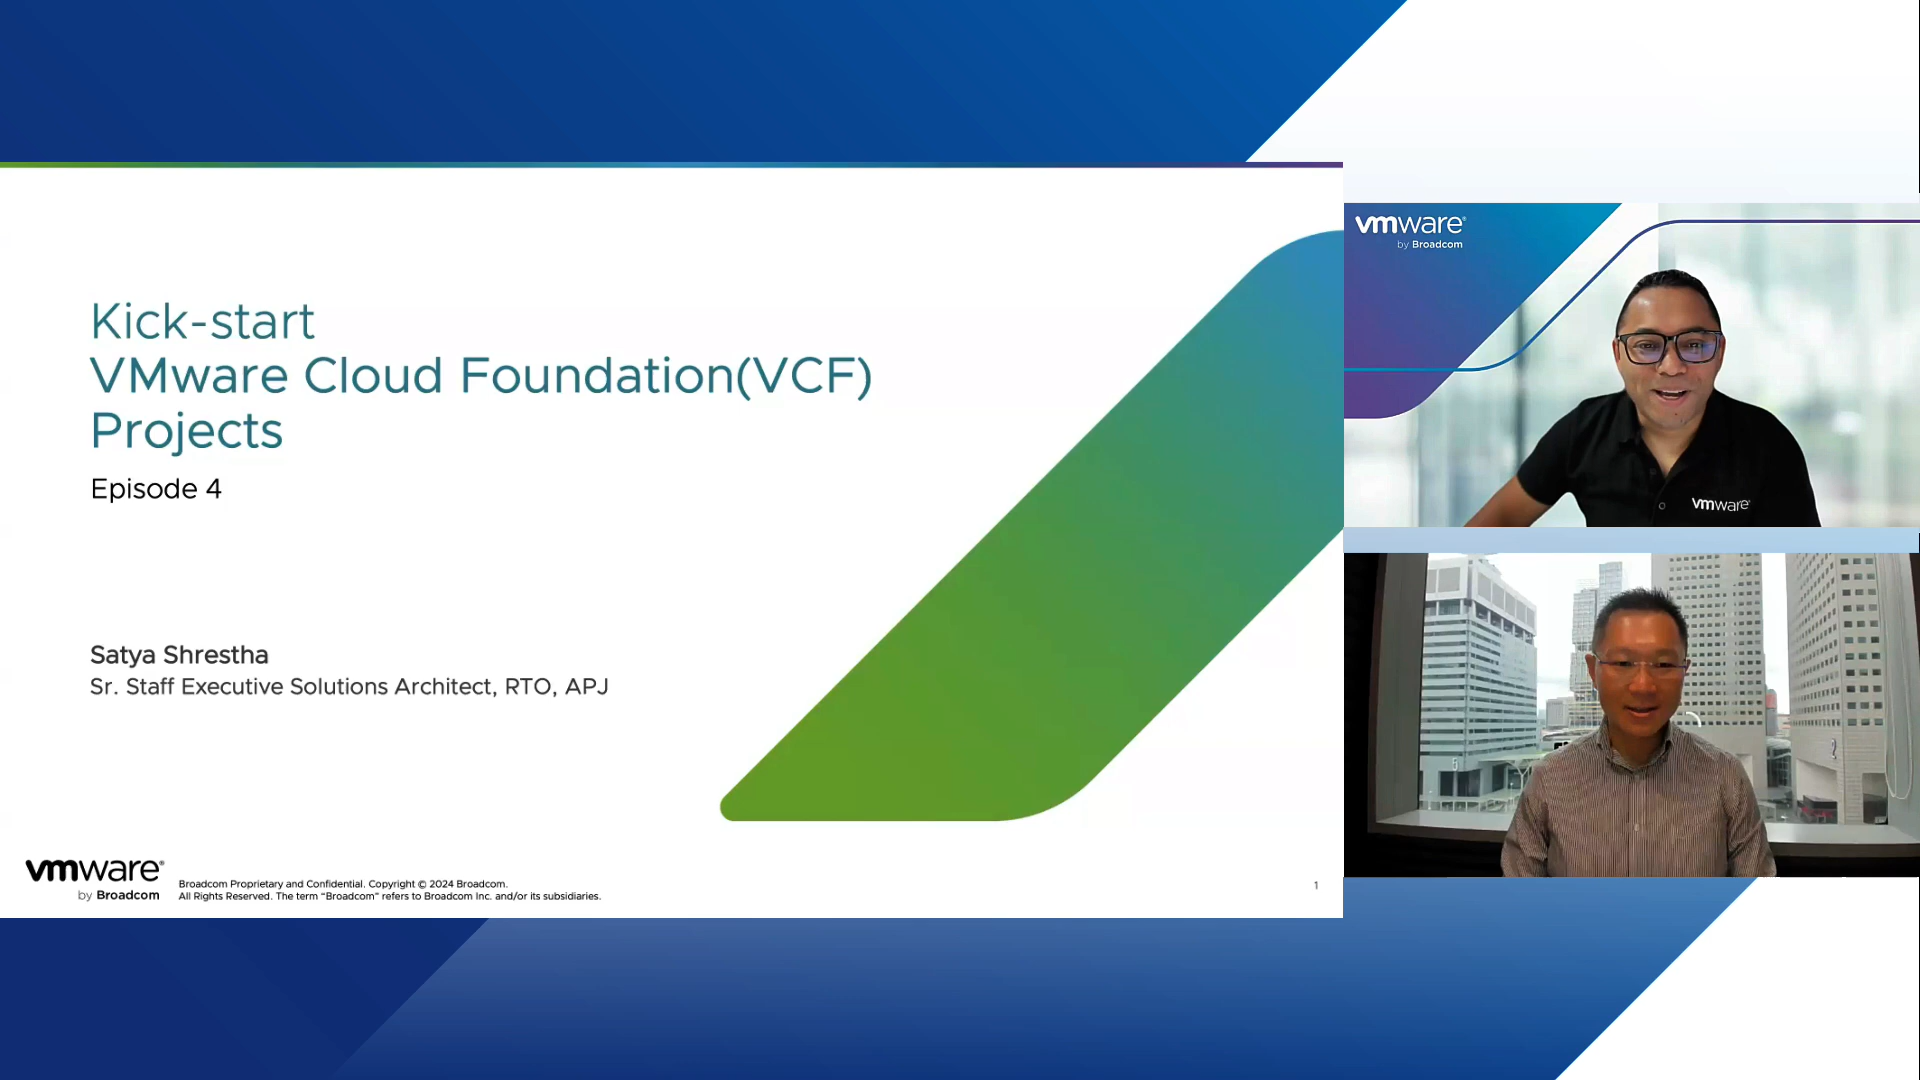 Kick-start
VMware Cloud Foundation(VCF)
Projects
Episode 4
Satya Shrestha
Sr. Staff Executive Solutions Architect, RTO, APJ
vmware®
by Broadcom
Broadcom Proprietary and Confidential. Copyright © 2024 Broadcom.
All Rights Reserved. The term “Broadcom” refers to Broadcom Inc. and/or its subsidiaries.
1
vmware®
by Broadcom
vmware®
5
2